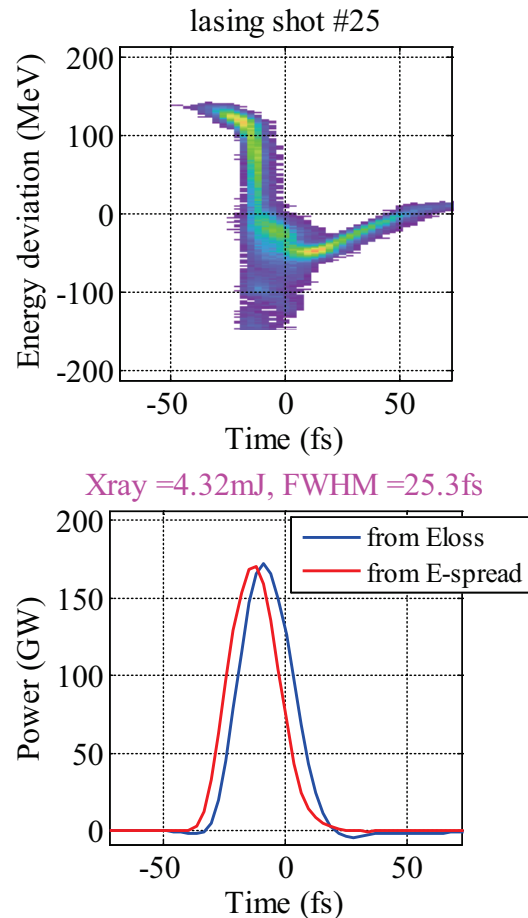 lasing shot #25
Energy deviation (MeV)
200
100
0
-100
-200
-50
0
50
Time (fs)
Xray =4.32mJ, FWHM =25.3fs
Power (GW)
200
150
100
50
0
from Eloss
from E-spread
-50
0
50
Time (fs)